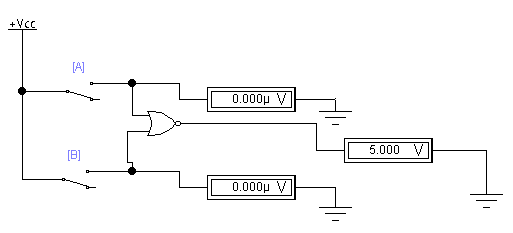 +Vcc
[A]
0.000µ V
5.000 V
[B]
0.000µ V